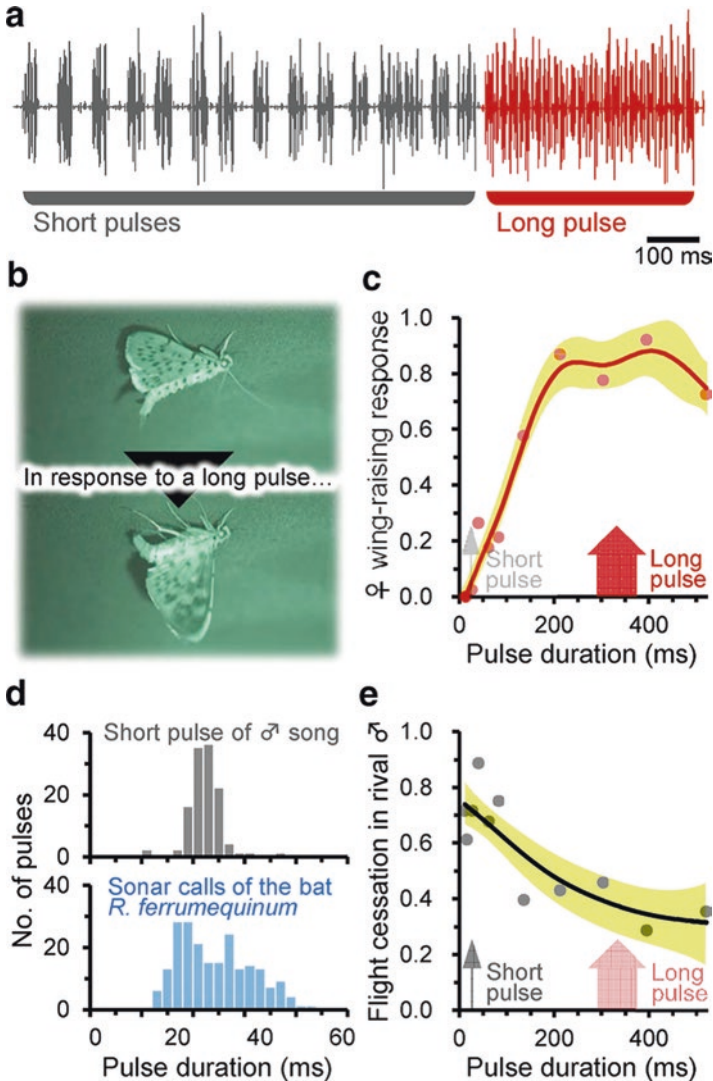 a
Short pulses
Long pulse
100 ms
b
In response to a long pulse...
c
♀ wing-raising response
1.0
0.8
0.6
0.4
0.2
0.0
Short
pulse
Long
pulse
0
200
400
Pulse duration (ms)
d
No. of pulses
40
20
0
Short pulse of ♂ song
40
20
0
Sonar calls of the bat
R. ferrumequinum
0
20
40
60
Pulse duration (ms)
e
Flight cessation in rival ♂
1.0
0.8
0.6
0.4
0.2
0.0
Short
pulse
Long
pulse
0
200
400
Pulse duration (ms)